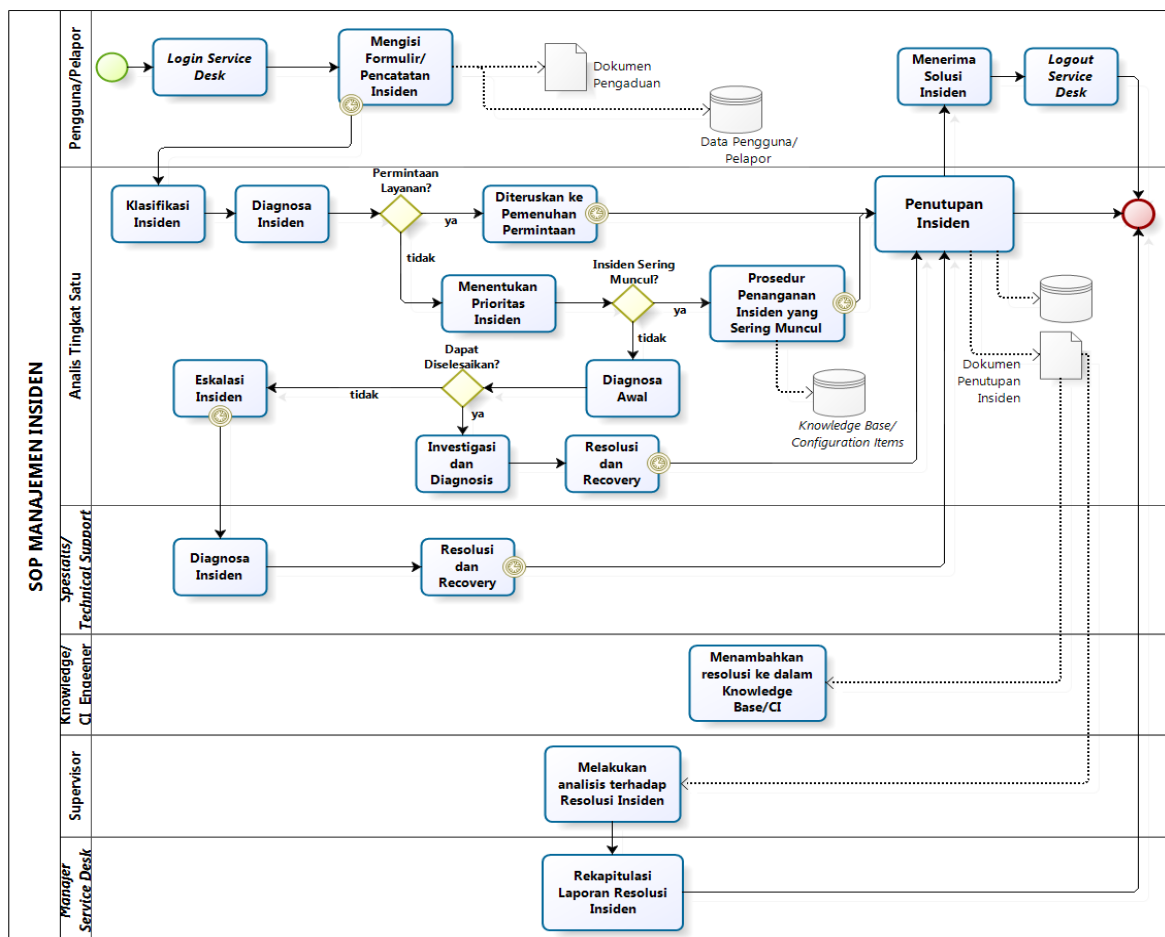 SOP MANAJEMEN INSIDEN
Pengguna/Pelapor
Login Service
Desk
Mengisi
Formulir/
Pencatatan
Insiden
Dokumen
Pengaduan
Data Pengguna/
Pelapor
Menerima
Solusi
Insiden
Logout
Service
Desk
Analis Tingkat Satu
Klasifikasi
Insiden
Diagnosa
Insiden
Permintaan
Layanan?
ya
tidak
Diteruskan ke
Pemenuhan
Permintaan
Penutupan
Insiden
Menentukan
Prioritas
Insiden
Insiden Sering
Muncul?
ya
tidak
Prosedur
Penanganan
Insiden yang
Sering Muncul
Knowledge Base/
Configuration Items
Dokumen
Penutupan
Insiden
Diagnosa
Awal
Dapat
Diselesaikan?
tidak
ya
Eskalasi
Insiden
Investigasi
dan
Diagnosis
Resolusi
dan
Recovery
Spesialis/
Technical Support
Diagnosa
Insiden
Resolusi
dan
Recovery
Knowledge/
CI Engeener
Menambahkan
resolusi ke dalam
Knowledge
Base/CI
Supervisor
Melakukan
analisis terhadap
Resolusi Insiden
Manajer
Service Desk
Rekapitulasi
Laporan Resolusi
Insiden